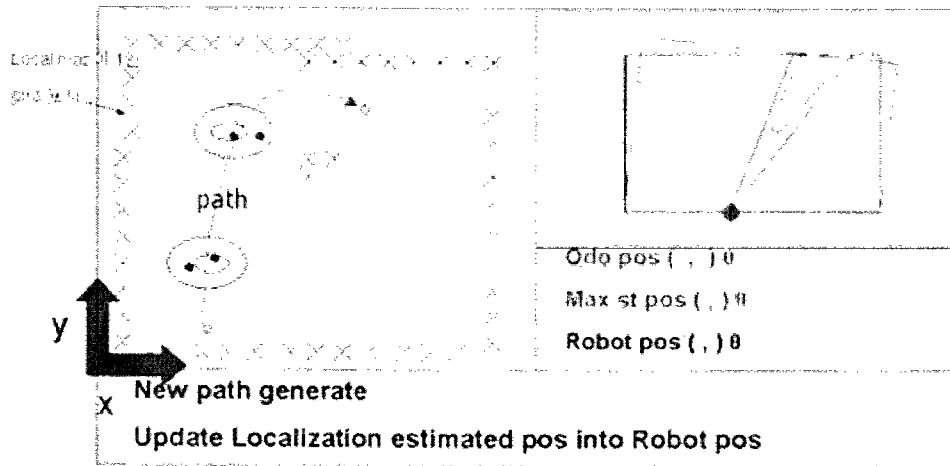 path
Odo pos ( , ) θ
Max st pos ( , ) θ
Robot pos ( , ) θ
y
x
New path generate
Update Localization estimated pos into Robot pos